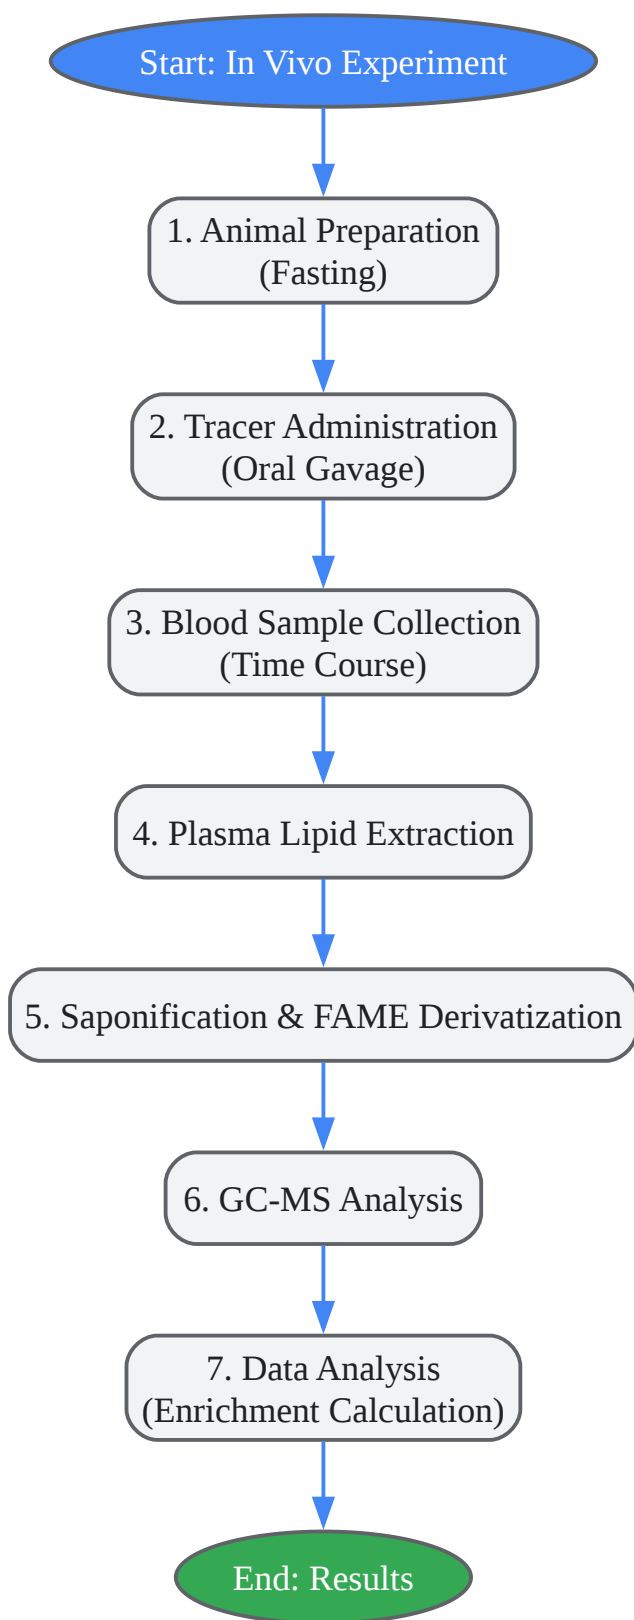 Start: In Vivo Experiment
1. Animal Preparation
(Fasting)
2. Tracer Administration
(Oral Gavage)
3. Blood Sample Collection
(Time Course)
4. Plasma Lipid Extraction
5. Saponification & FAME Derivatization
6. GC-MS Analysis
7. Data Analysis
(Enrichment Calculation)
End: Results